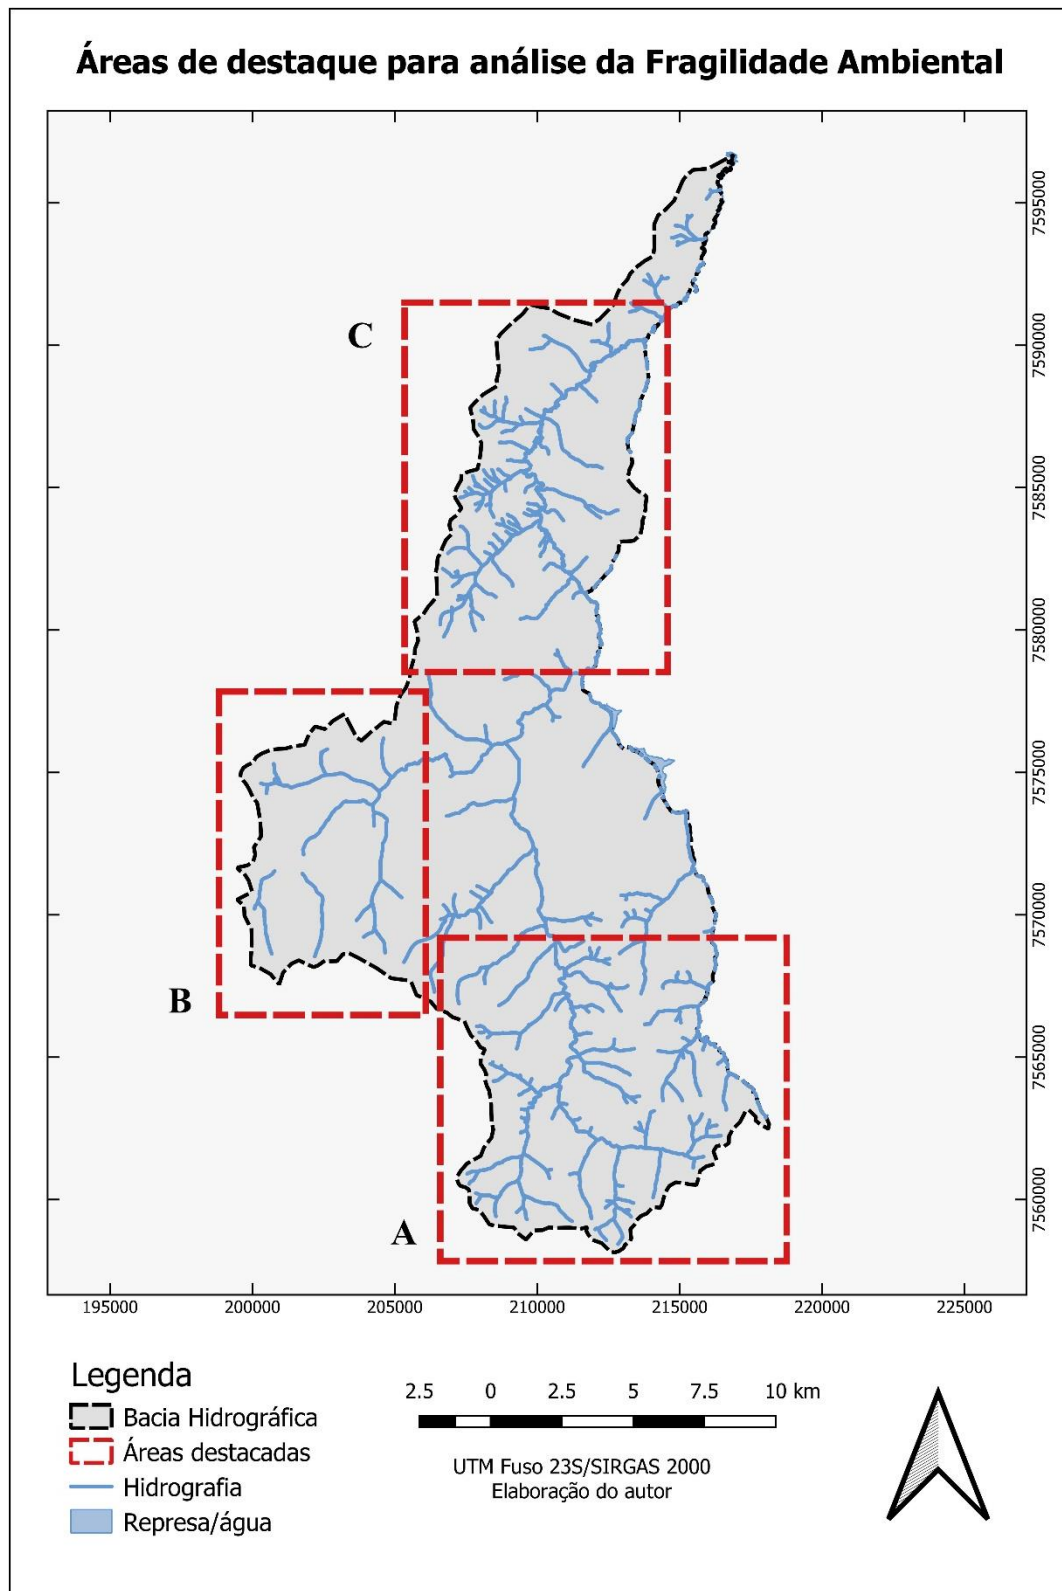 Áreas de destaque para análise da Fragilidade Ambiental
C
B
A
7595000
7590000
7585000
7580000
7575000
7570000
7565000
7560000
195000 200000 205000 210000 215000 220000 225000
Legenda
Bacia Hidrográfica
Áreas destacadas
Hidrografia
Represa/água
2.5 0 2.5 5 7.5 10 km
UTM Fuso 23S/SIRGAS 2000
Elaboração do autor